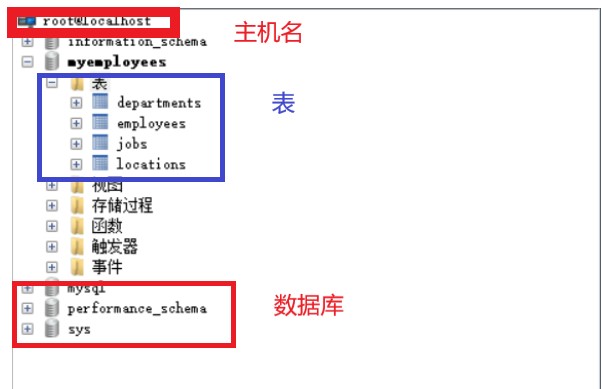 root@localhost
主机名
information_schema
myemployees
表
departments
表
employees
jobs
locations
视图
存储过程
函数
触发器
事件
mysql
performance_schema
数据库
sys